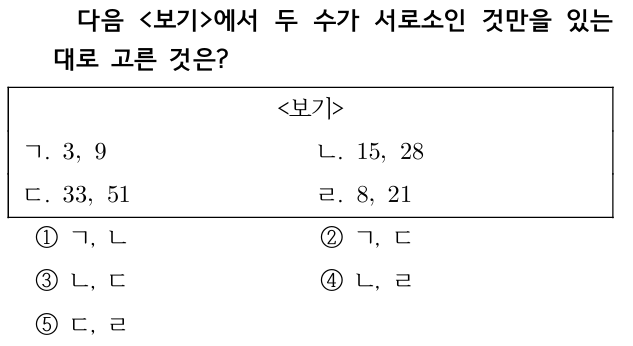 다음 <보기>에서 두 수가 서로소인 것만을 있는
대로 고른 것은?
<보기>
ㄱ. 3, 9 ㄴ. 15, 28
ㄷ. 33, 51 ㄹ. 8, 21
① ㄱ, ㄴ ② ㄱ, ㄷ
③ ㄴ, ㄷ ④ ㄴ, ㄹ
⑤ ㄷ, ㄹ